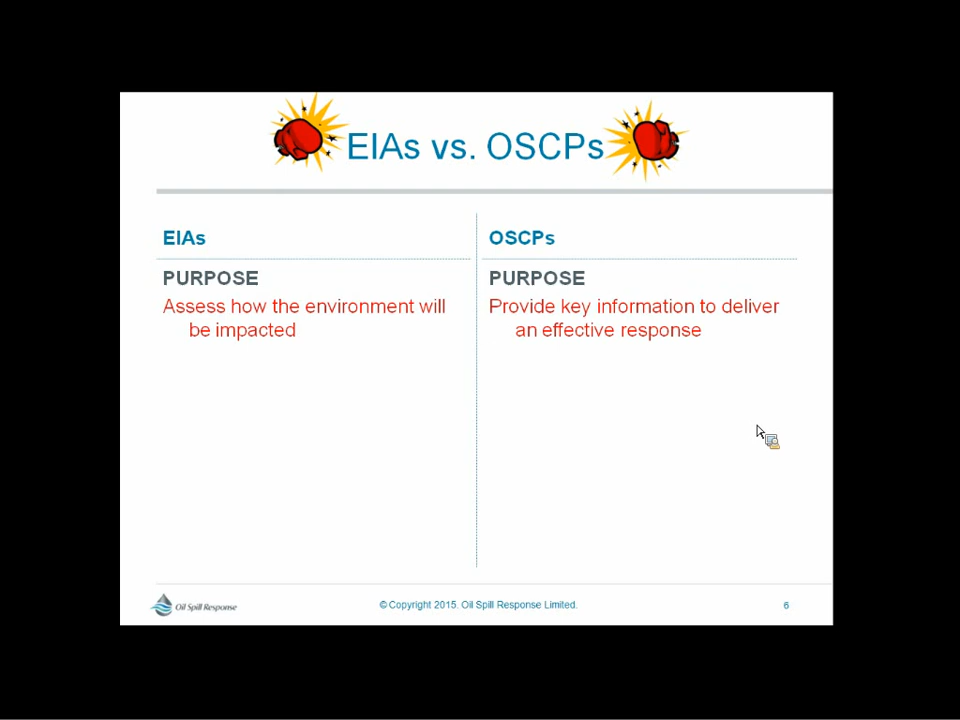 EIAs vs. OSCPs
EIAs
PURPOSE
Assess how the environment will
be impacted
OSCPs
PURPOSE
Provide key information to deliver
an effective response
Oil Spill Response
© Copyright 2015. Oil Spill Response Limited.
6